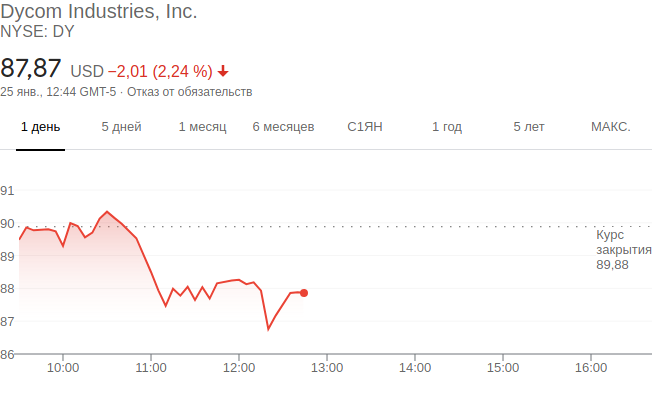 Dycom Industries, Inc.
NYSE: DY
87,87 USD −2,01 (2,24 %)
25 янв., 12:44 GMT-5 · Отказ от обязательств
1 день 5 дней 1 месяц 6 месяцев С1ЯН 1 год 5 лет МАКС.
91
90
Курс
закрытия
89,88
89
88
87
86
10:00 11:00 12:00 13:00 14:00 15:00 16:00